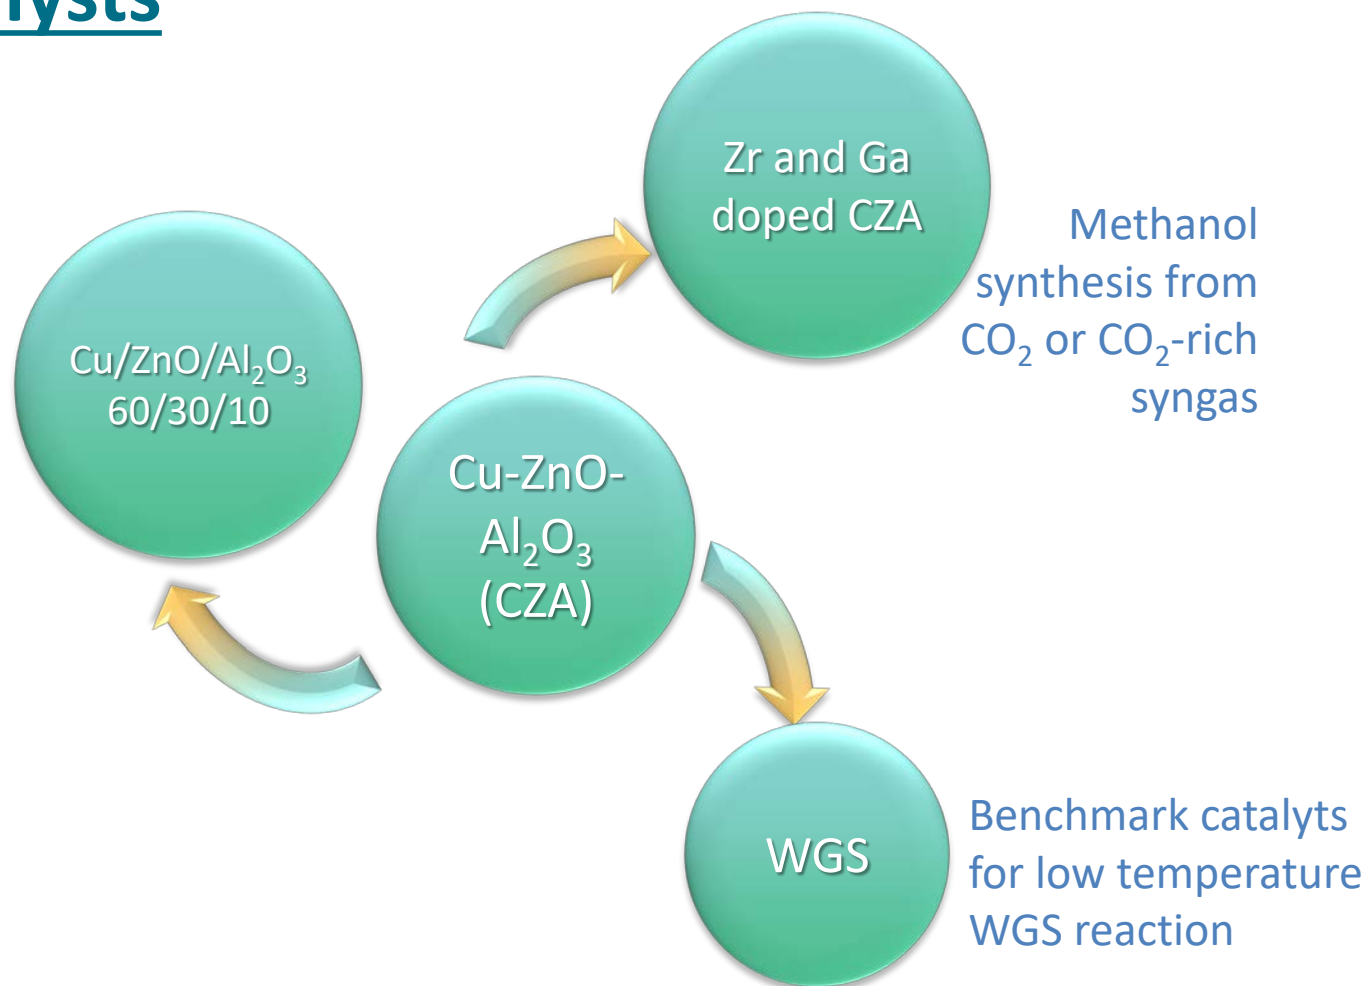 Zr and Ga
doped CZA
Methanol
synthesis from
CO₂ or CO₂-rich
syngas
Cu/ZnO/Al₂O₃
60/30/10
Cu-ZnO-
Al₂O₃
(CZA)
WGS
Benchmark catalyts
for low temperature
WGS reaction